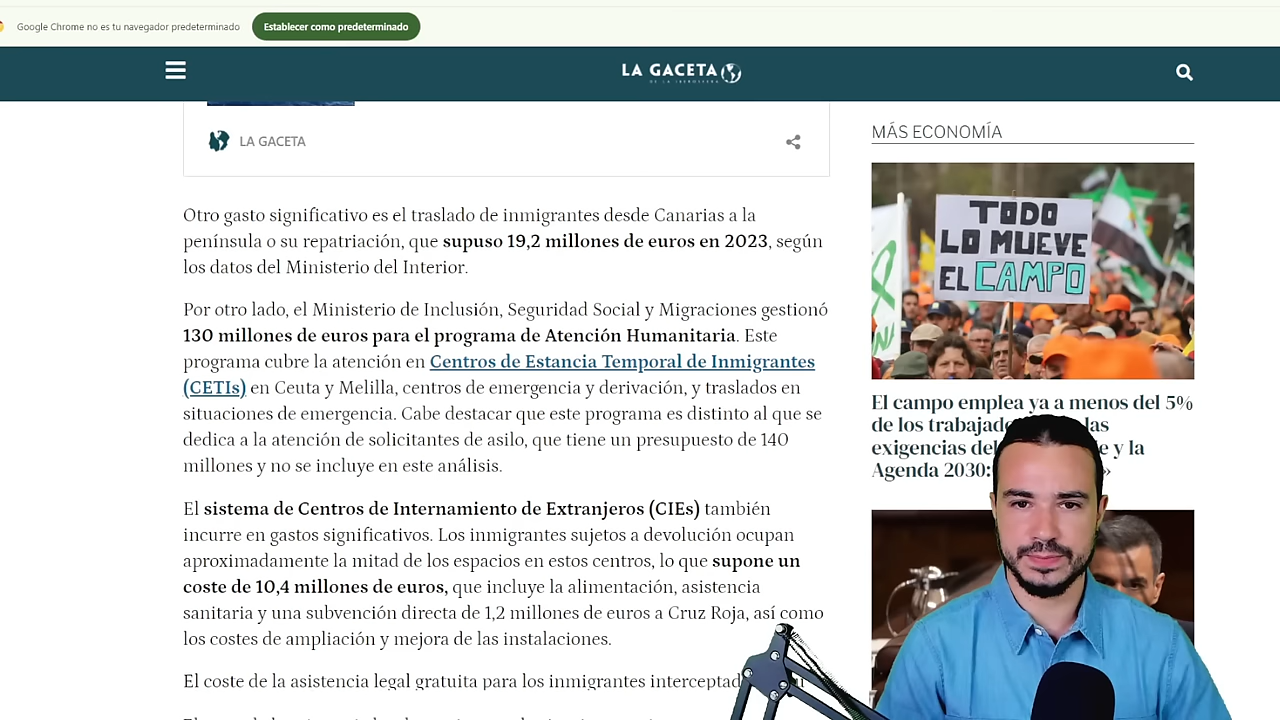 Google Chrome no es tu navegador predeterminado
Establecer como predeterminado
LA GACETA
DE LA IBEROSFERA
LA GACETA
Otro gasto significativo es el traslado de inmigrantes desde Canarias a la
península o su repatriación, que supuso 19,2 millones de euros en 2023, según
los datos del Ministerio del Interior.
Por otro lado, el Ministerio de Inclusión, Seguridad Social y Migraciones gestionó
130 millones de euros para el programa de Atención Humanitaria. Este
programa cubre la atención en Centros de Estancia Temporal de Inmigrantes
(CETIs) en Ceuta y Melilla, centros de emergencia y derivación, y traslados en
situaciones de emergencia. Cabe destacar que este programa es distinto al que se
dedica a la atención de solicitantes de asilo, que tiene un presupuesto de 140
millones y no se incluye en este análisis.
El sistema de Centros de Internamiento de Extranjeros (CIEs) también
incurre en gastos significativos. Los inmigrantes sujetos a devolución ocupan
aproximadamente la mitad de los espacios en estos centros, lo que supone un
coste de 10,4 millones de euros, que incluye la alimentación, asistencia
sanitaria y una subvención directa de 1,2 millones de euros a Cruz Roja, así como
los costes de ampliación y mejora de las instalaciones.
El coste de la asistencia legal gratuita para los inmigrantes
MÁS ECONOMÍA
TODO
LO MUEVE
EL CAMPO
El campo emplea ya a menos del 5%
de los las
exigencias y la
Agenda 2030: